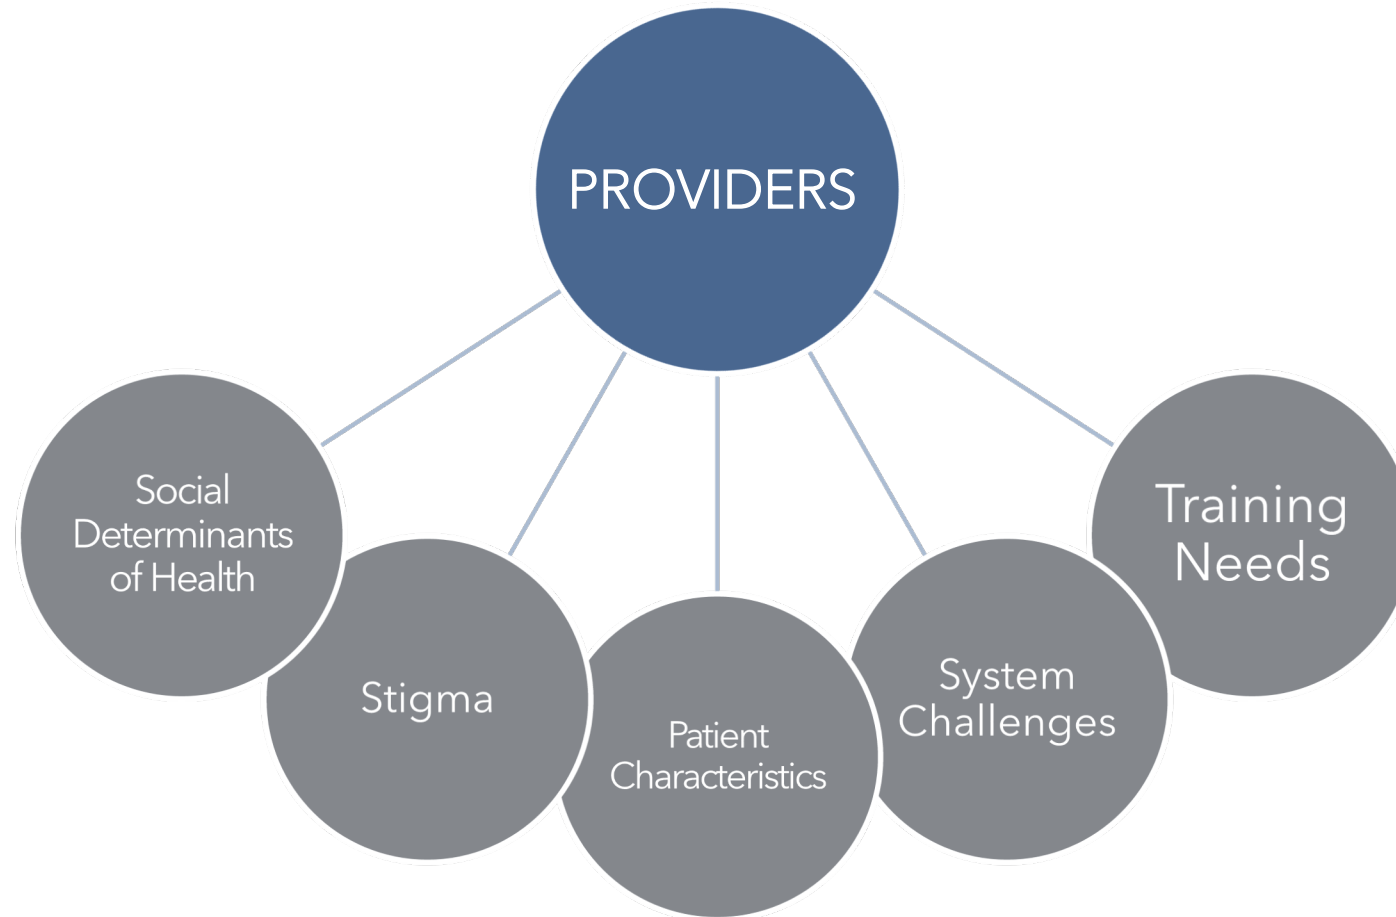 PROVIDERS
Social
Determinants
of Health
Stigma
Patient
Characteristics
System
Challenges
Training
Needs